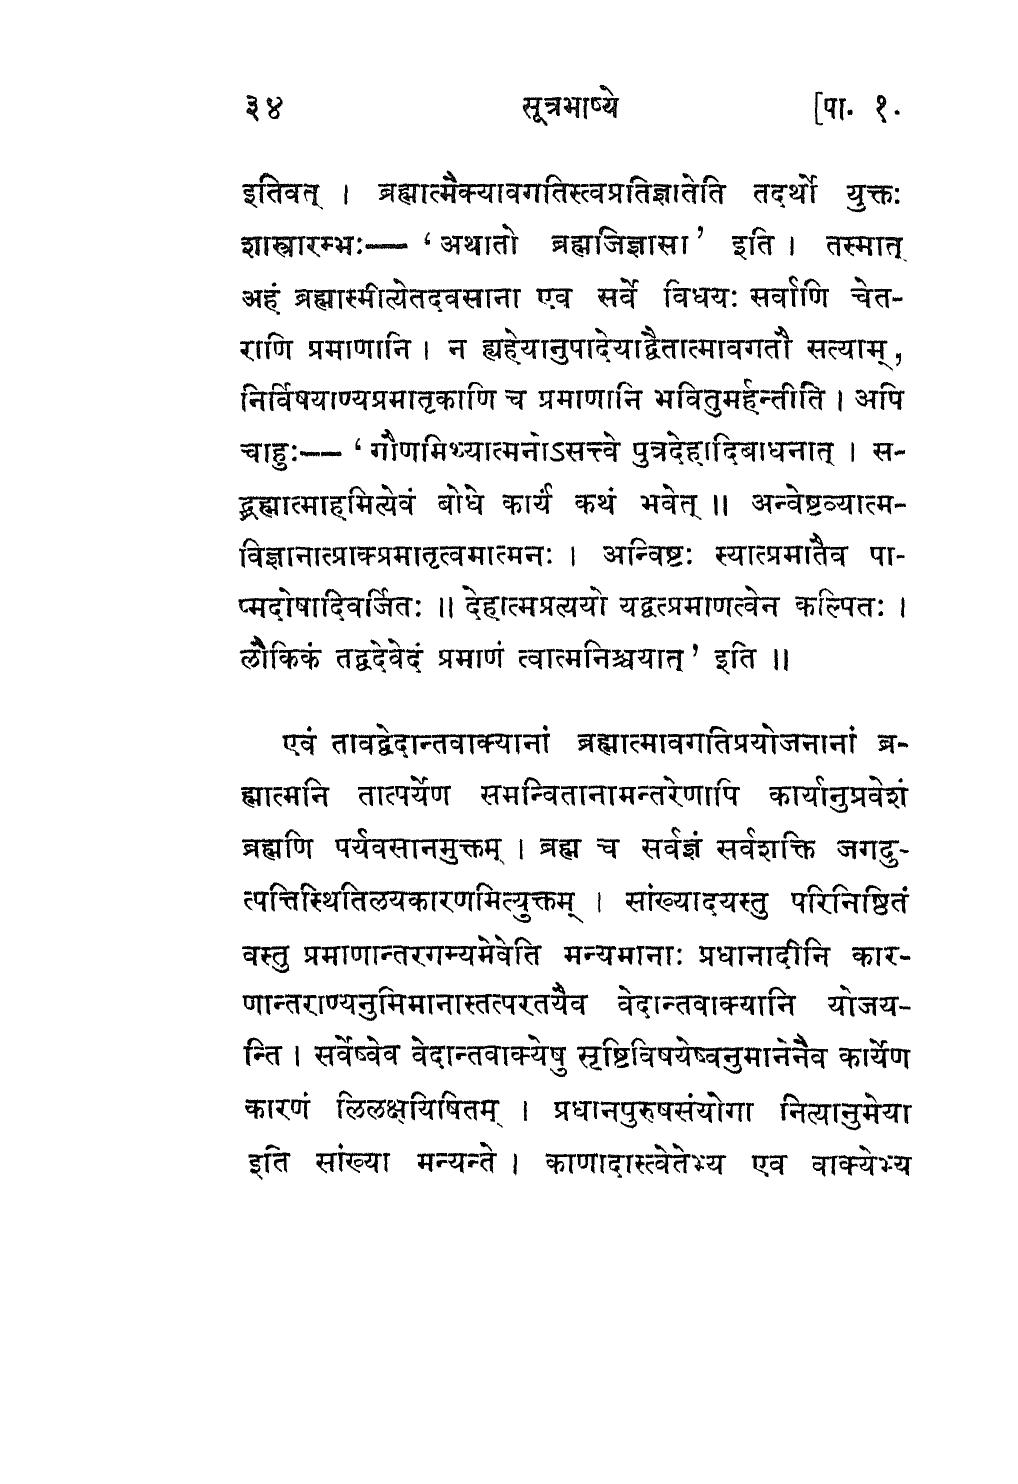 ३४ सूत्रभाष्ये [पा. १.
इतिवत् । ब्रह्मात्मैक्यावगतिस्त्वप्रतिज्ञातेति तदर्थो युक्तः
शास्त्रारम्भः— ‘ अथातो ब्रह्मजिज्ञासा ’ इति । तस्मात्
अहं ब्रह्मास्मीत्येतदवसाना एव सर्वे विधयः सर्वाणि चेत-
राणि प्रमाणानि । न ह्यहेयानुपादेयाद्वैतात्मावगतौ सत्याम्,
निर्विषयाण्यप्रमातृकाणि च प्रमाणानि भवितुमर्हन्तीति । अपि
चाहुः— ‘ गौणमिथ्यात्मनोऽसत्त्वे पुत्रदेहादिबाधनात् । स-
द्ब्रह्मात्माहमित्येवं बोधे कार्यं कथं भवेत् ॥ अन्वेष्टव्यात्म-
विज्ञानात्प्राक्प्रमातृत्वमात्मनः । अन्विष्टः स्यात्प्रमातैव पा-
प्मदोषादिवर्जितः ॥ देहात्मप्रत्ययो यद्वत्प्रमाणत्वेन कल्पितः ।
लौकिकं तद्वदेवेदं प्रमाणं त्वात्मनिश्चयात् ’ इति ॥
एवं तावद्वेदान्तवाक्यानां ब्रह्मात्मावगतिप्रयोजनानां ब्र-
ह्मात्मनि तात्पर्येण समन्वितानामन्तरेणापि कार्यानुप्रवेशं
ब्रह्मणि पर्यवसानमुक्तम् । ब्रह्म च सर्वज्ञं सर्वशक्ति जगदु-
त्पत्तिस्थितिलयकारणमित्युक्तम् । सांख्यादयस्तु परिनिष्ठितं
वस्तु प्रमाणान्तरगम्यमेवेति मन्यमानाः प्रधानादीनि कार-
णान्तराण्यनुमिमानास्तत्परतयैव वेदान्तवाक्यानि योजय-
न्ति । सर्वेष्वेव वेदान्तवाक्येषु सृष्टिविषयेष्वनुमानेनैव कार्येण
कारणं लिलक्षयिषितम् । प्रधानपुरुषसंयोगा नित्यानुमेया
इति सांख्या मन्यन्ते । काणादास्त्वेतेभ्य एव वाक्येभ्य